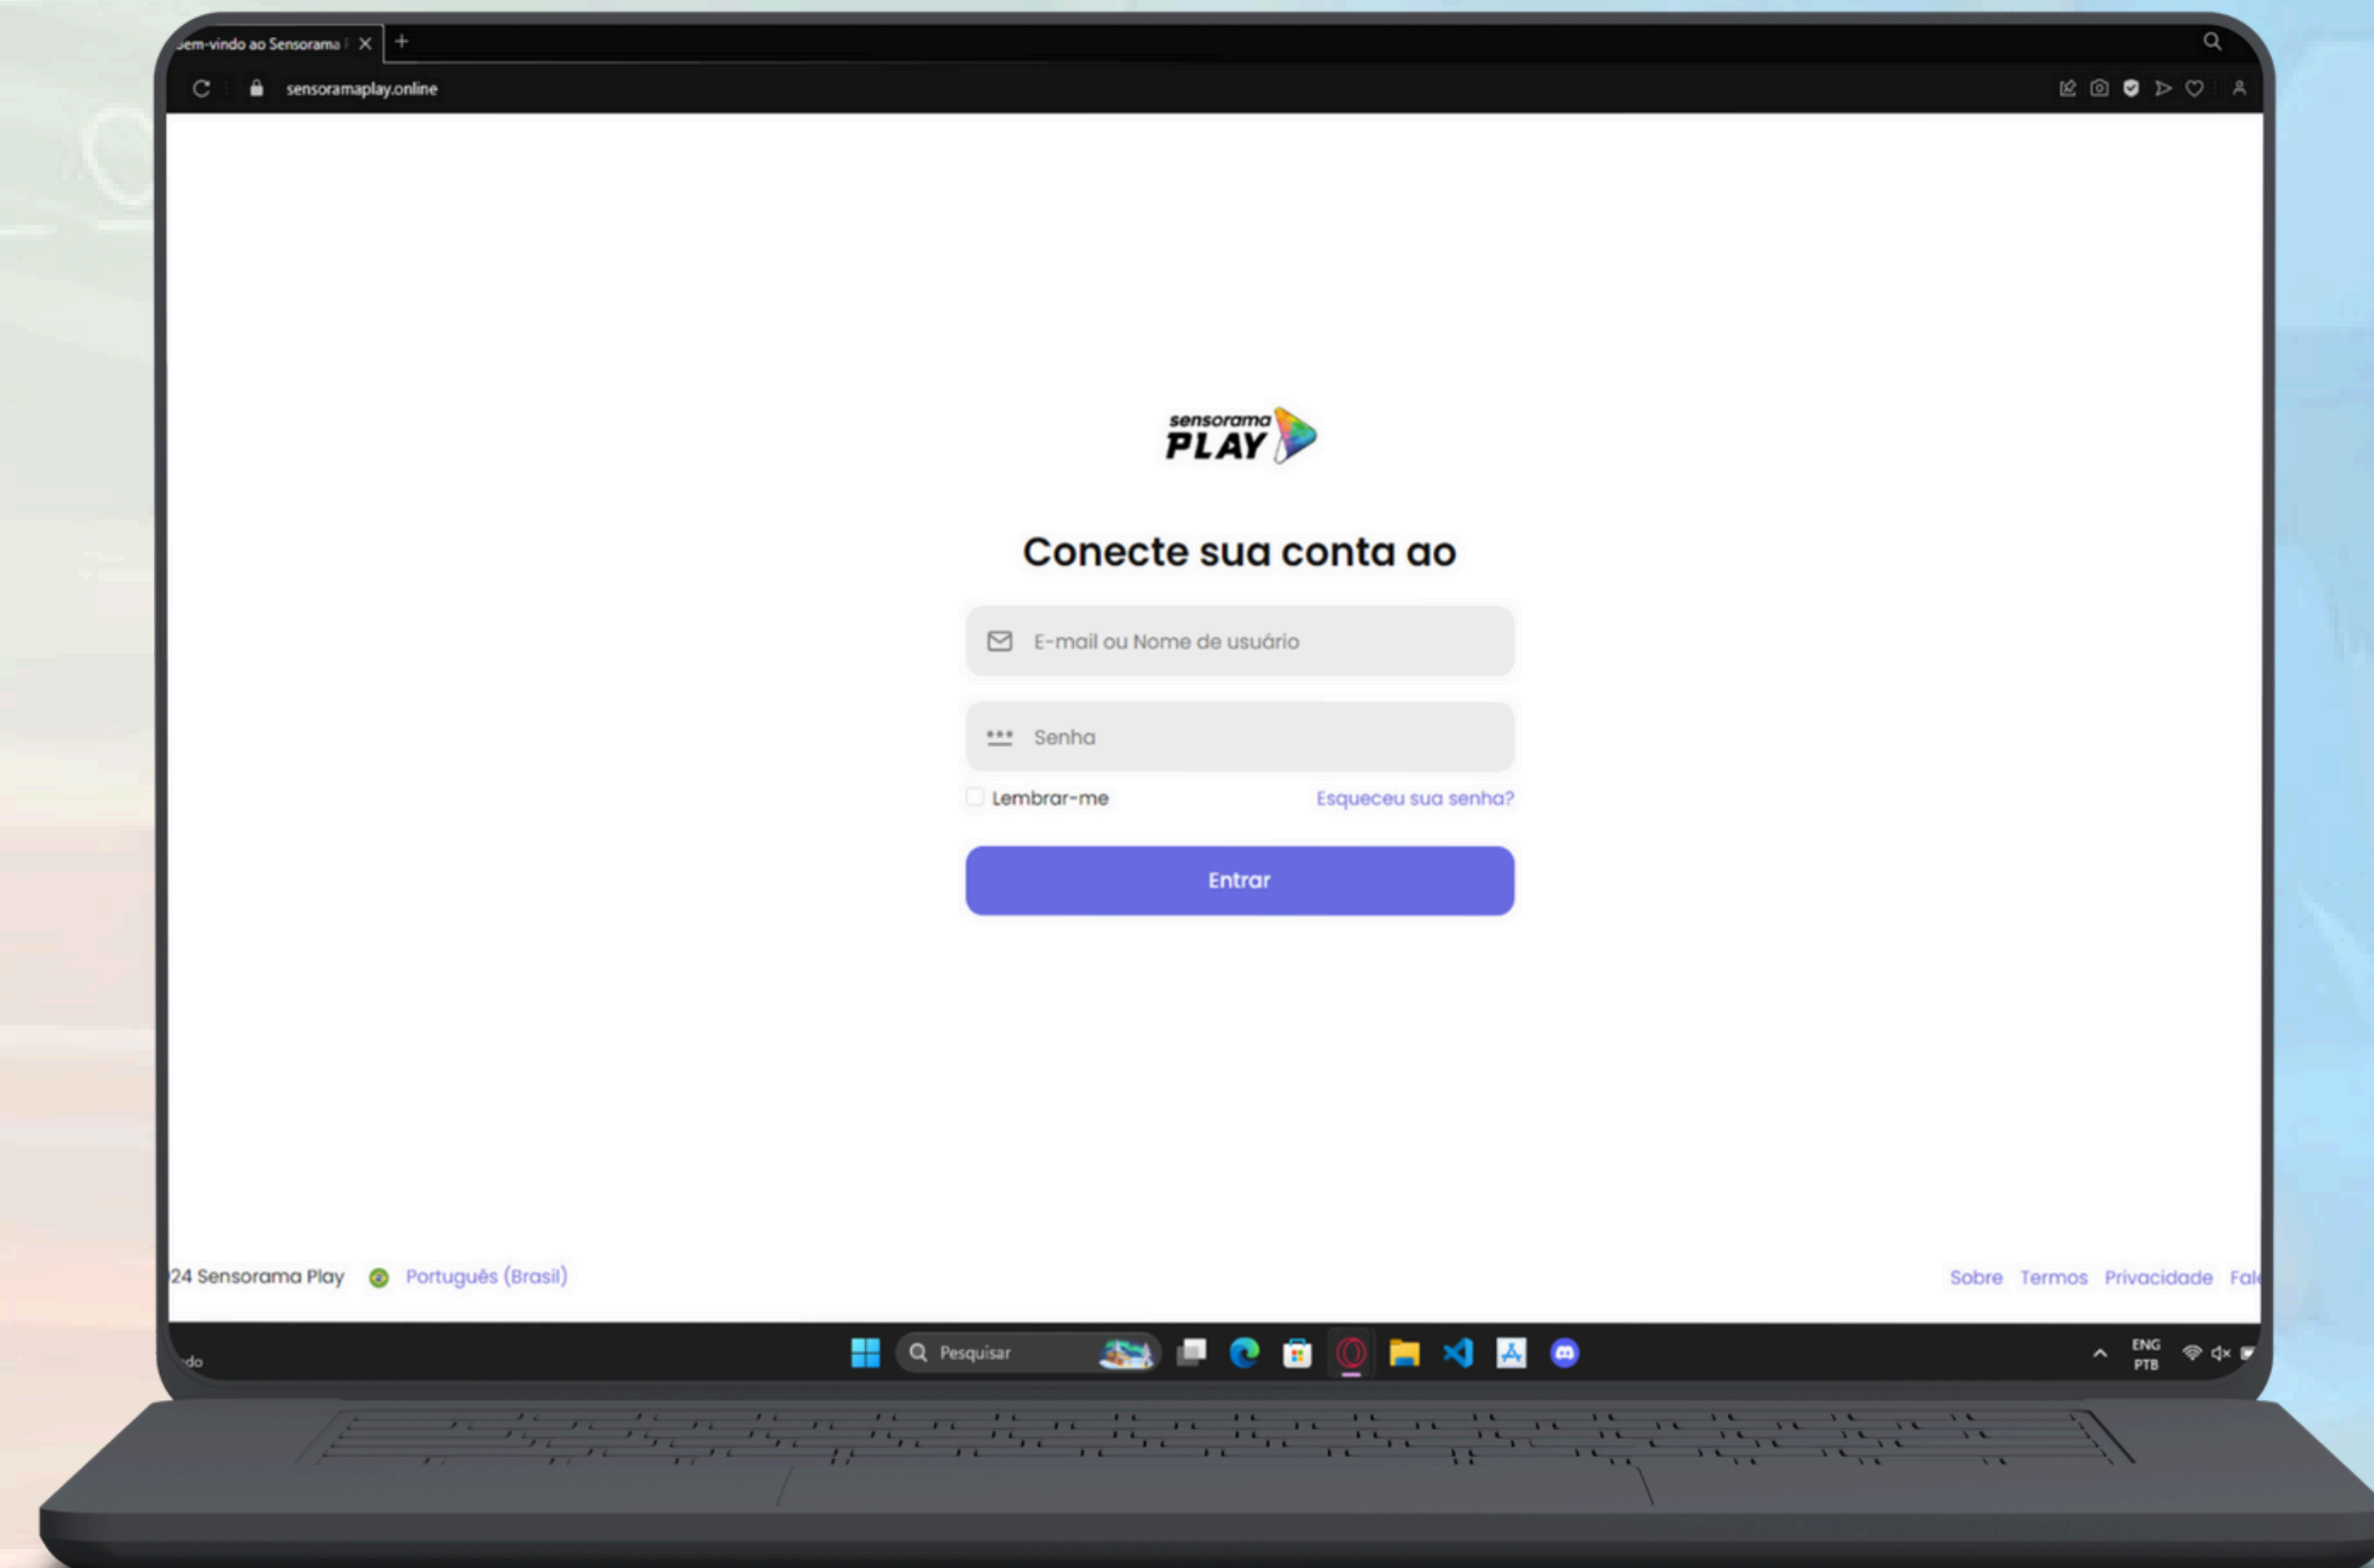 Bem-vindo ao Sensorama
sensoramaplay.online
sensorama
PLAY
Conecte sua conta ao
E-mail ou Nome de usuário
Senha
Lembrar-me
Esqueceu sua senha?
Entrar
24 Sensorama Play
Português (Brasil)
Sobre Termos Privacidade
Pesquisar
ENG
PTB